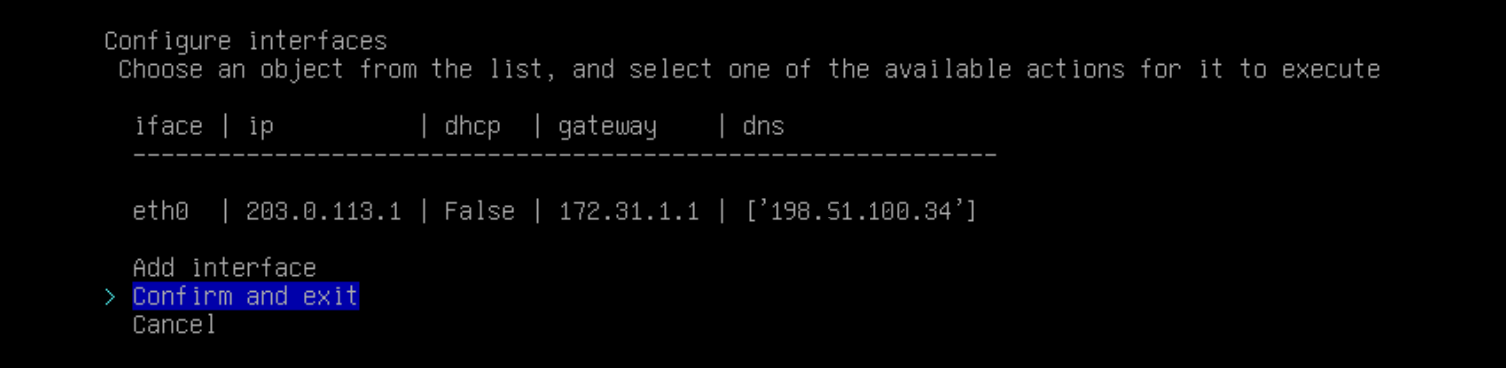 Configure interfaces
Choose an object from the list, and select one of the available actions for it to execute
iface | ip | dhcp | gateway | dns
-------------------------------------------------------------
eth0 | 203.0.113.1 | False | 172.31.1.1 | ['198.51.100.34']
Add interface
> Confirm and exit
Cancel